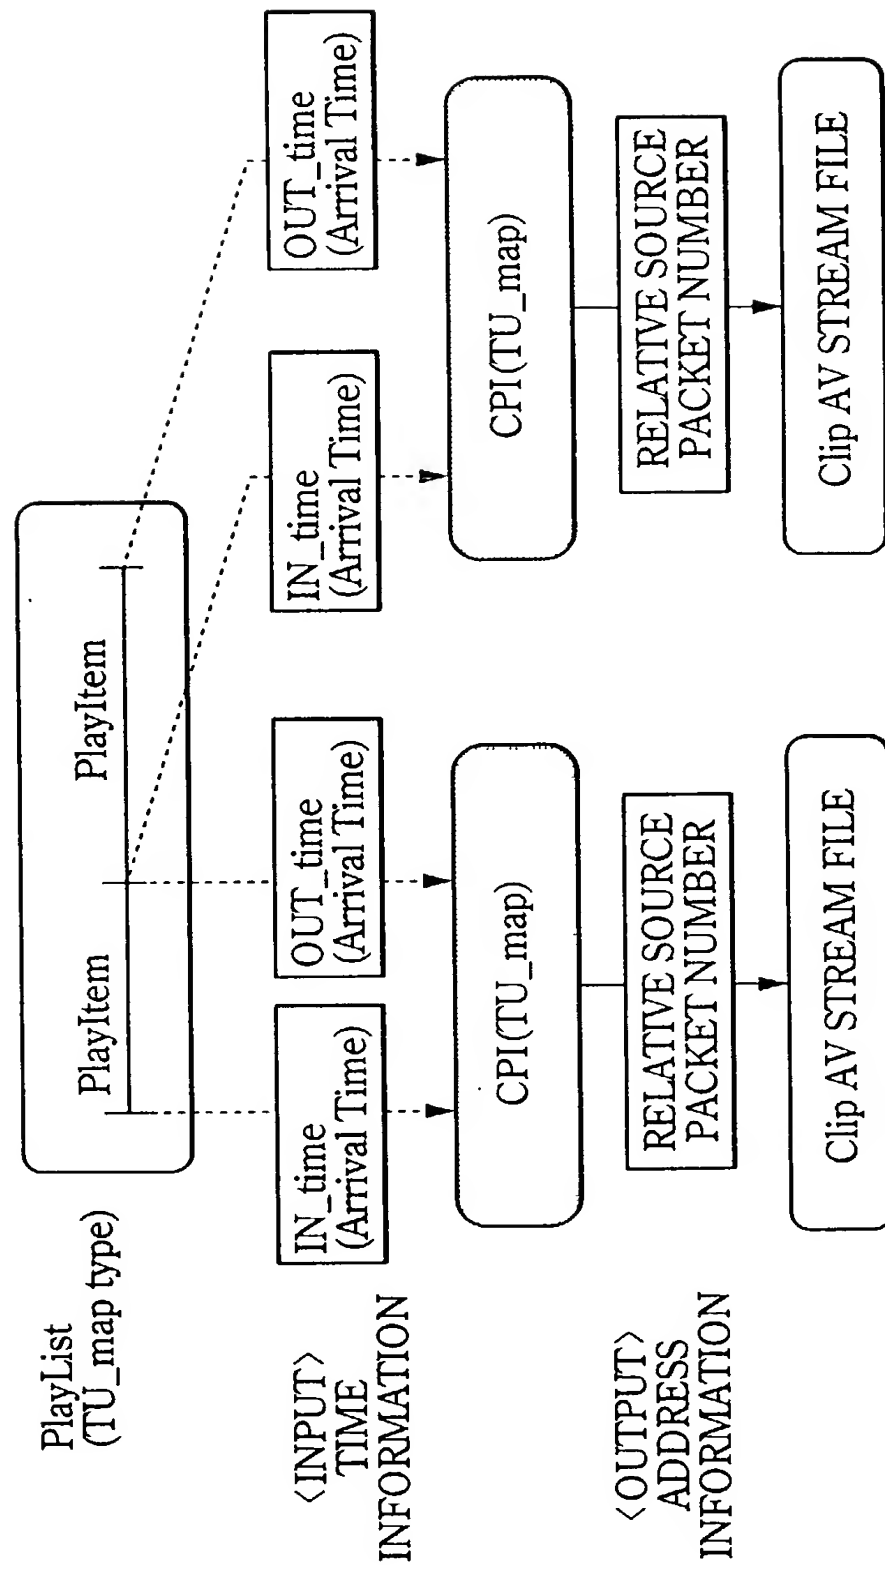 PlayList
(TU_map type)
PlayItem
PlayItem
<INPUT>
TIME
INFORMATION
IN_time
(Arrival Time)
OUT_time
(Arrival Time)
IN_time
(Arrival Time)
OUT_time
(Arrival Time)
CPI(TU_map)
CPI(TU_map)
<OUTPUT>
ADDRESS
INFORMATION
RELATIVE SOURCE
PACKET NUMBER
RELATIVE SOURCE
PACKET NUMBER
Clip AV STREAM FILE
Clip AV STREAM FILE